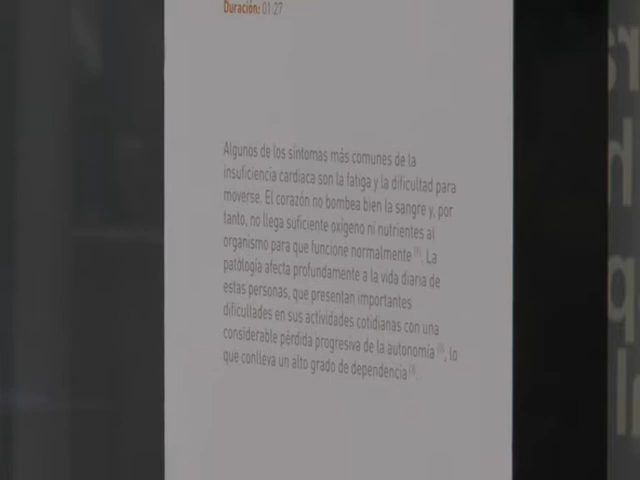 Duración: 01:27
Algunos de los síntomas más comunes de la
insuficiencia cardiaca son la fatiga y la dificultad para
moverse. El corazón no bombea bien la sangre y, por
tanto, no llega suficiente oxígeno ni nutrientes al
organismo para que funcione normalmente. La
patología afecta profundamente a la vida diaria de
estas personas, que presentan importantes
dificultades en sus actividades cotidianas con una
considerable pérdida progresiva de la autonomía, lo
que conlleva un alto grado de dependencia.